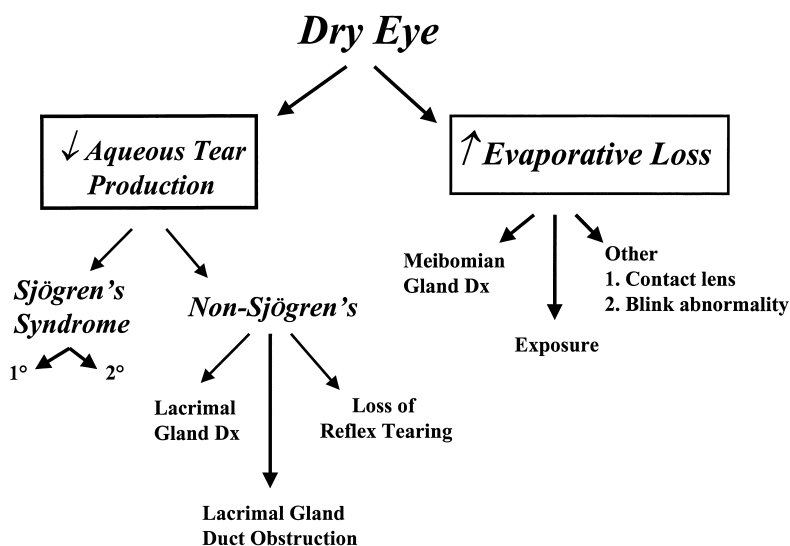 Dry Eye
↓ Aqueous Tear
Production
↑ Evaporative Loss
Sjögren's
Syndrome
1°
2°
Non-Sjögren's
Lacrimal
Gland Dx
Loss of
Reflex Tearing
Lacrimal Gland
Duct Obstruction
Meibomian
Gland Dx
Exposure
Other
1. Contact lens
2. Blink abnormality